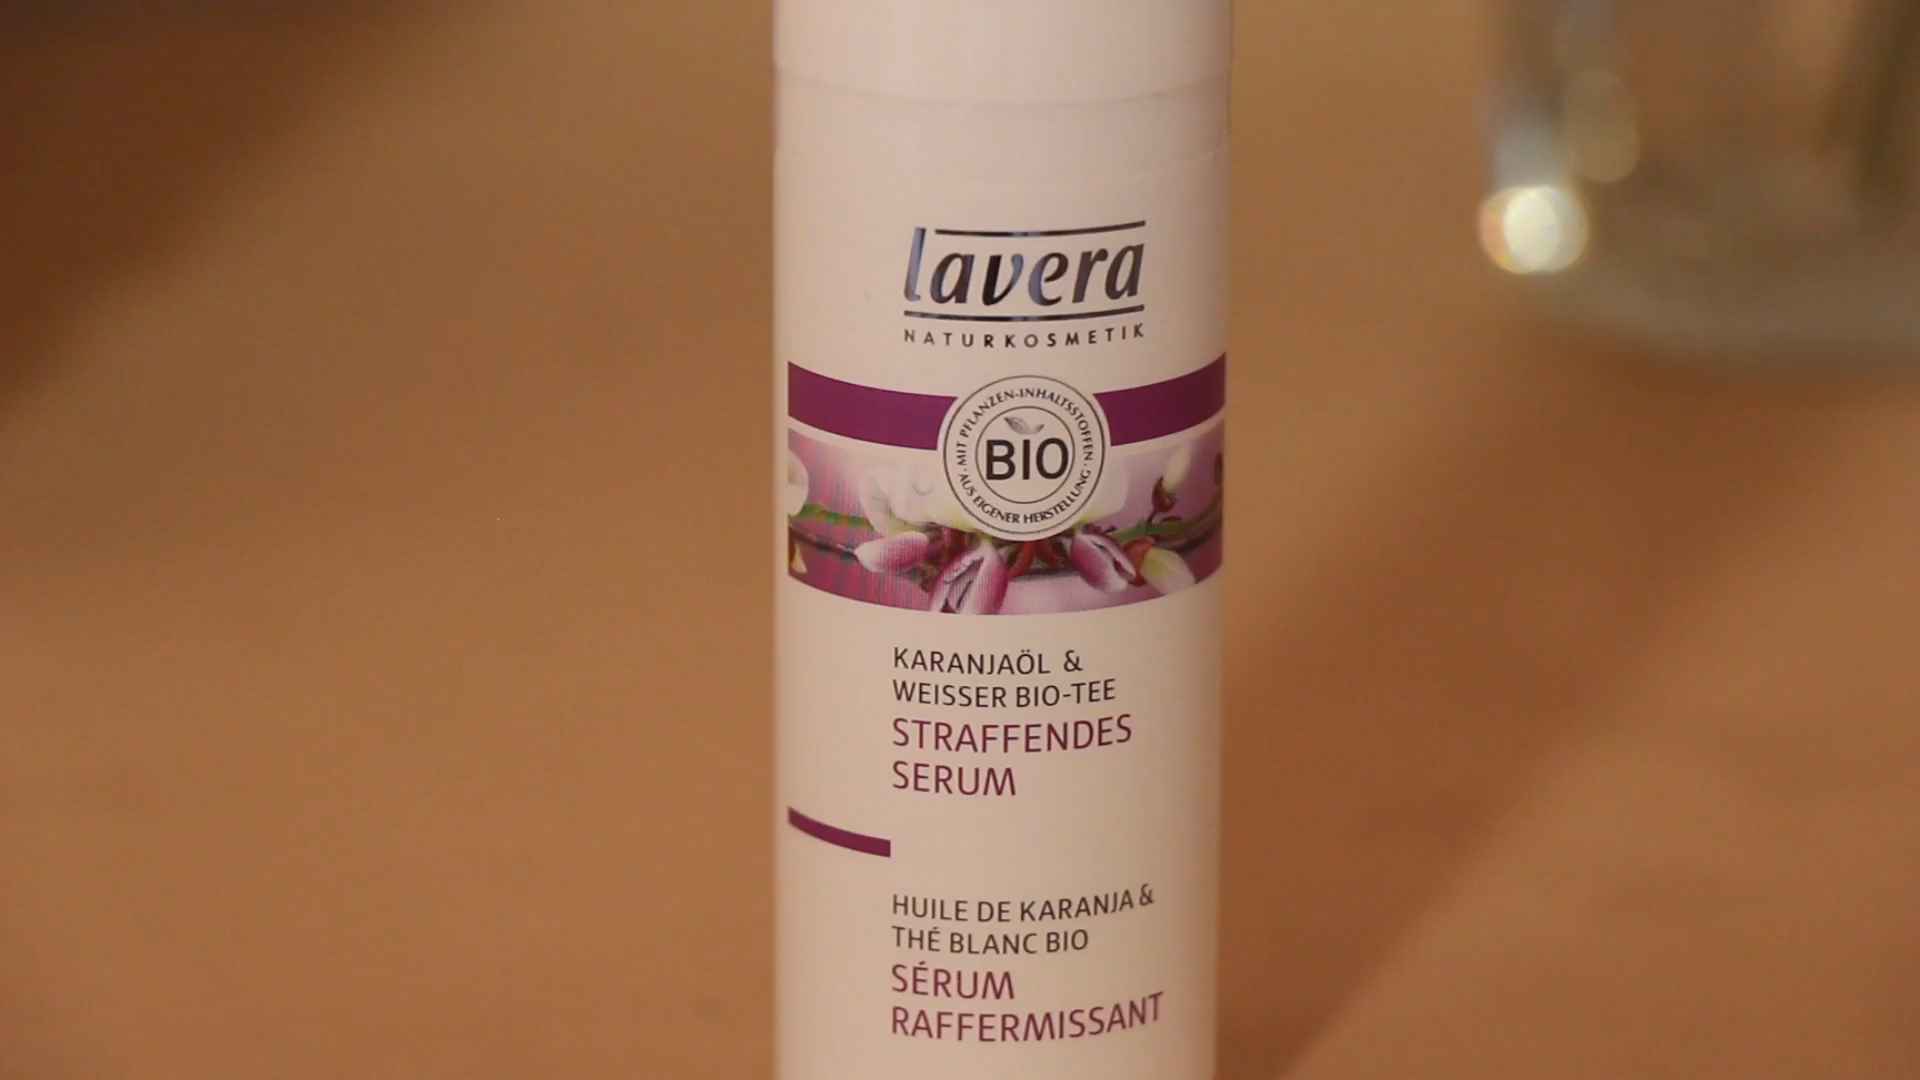 lavera
NATURKOSMETIK
· MIT PFLANZEN-INHALTSSTOFFEN ·
AUS EIGENER HERSTELLUNG
BIO
KARANJAÖL &
WEISSER BIO-TEE
STRAFFENDES
SERUM
HUILE DE KARANJA &
THÉ BLANC BIO
SÉRUM
RAFFERMISSANT